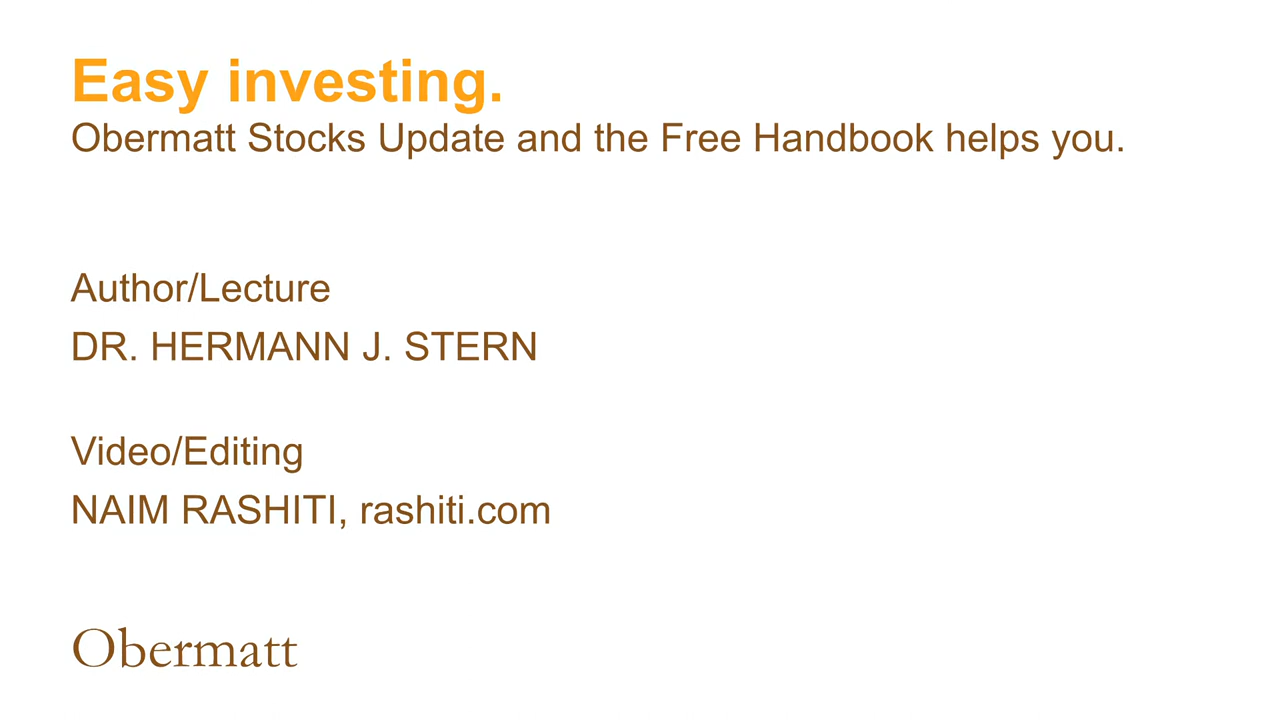 Easy investing.
Obermatt Stocks Update and the Free Handbook helps you.
Author/Lecture
DR. HERMANN J. STERN
Video/Editing
NAIM RASHITI, rashiti.com
Obermatt